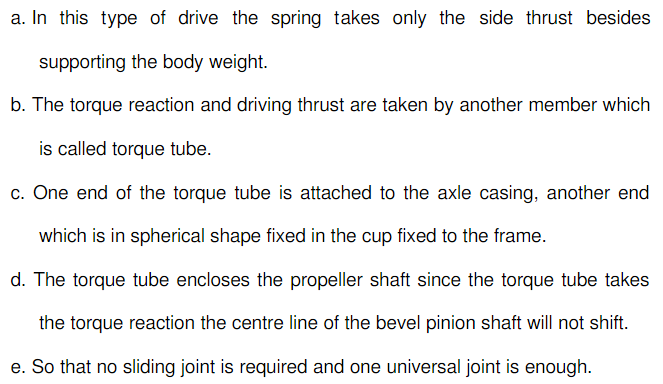 a. In this type of drive the spring takes only the side thrust besides
supporting the body weight.
b. The torque reaction and driving thrust are taken by another member which
is called torque tube.
c. One end of the torque tube is attached to the axle casing, another end
which is in spherical shape fixed in the cup fixed to the frame.
d. The torque tube encloses the propeller shaft since the torque tube takes
the torque reaction the centre line of the bevel pinion shaft will not shift.
e. So that no sliding joint is required and one universal joint is enough.